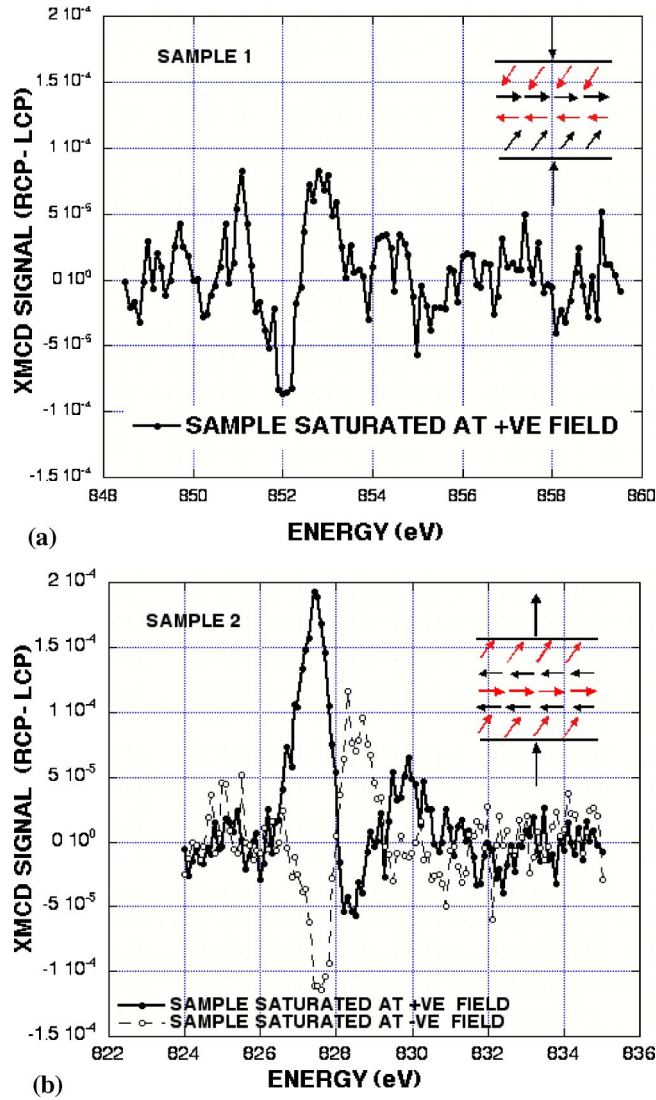 2 10⁻⁴
SAMPLE 1
1.5 10⁻⁴
1 10⁻⁴
5 10⁻⁵
0 10⁰
-5 10⁻⁵
-1 10⁻⁴
-1.5 10⁻⁴
XMCD SIGNAL (RCP- LCP)
SAMPLE SATURATED AT +VE FIELD
848 850 852 854 856 858 860
ENERGY (eV)
(a)
2 10⁻⁴
SAMPLE 2
1.5 10⁻⁴
1 10⁻⁴
5 10⁻⁵
0 10⁰
-5 10⁻⁵
-1 10⁻⁴
-1.5 10⁻⁴
XMCD SIGNAL (RCP- LCP)
SAMPLE SATURATED AT +VE FIELD
SAMPLE SATURATED AT -VE FIELD
822 824 826 828 830 832 834 836
ENERGY (eV)
(b)